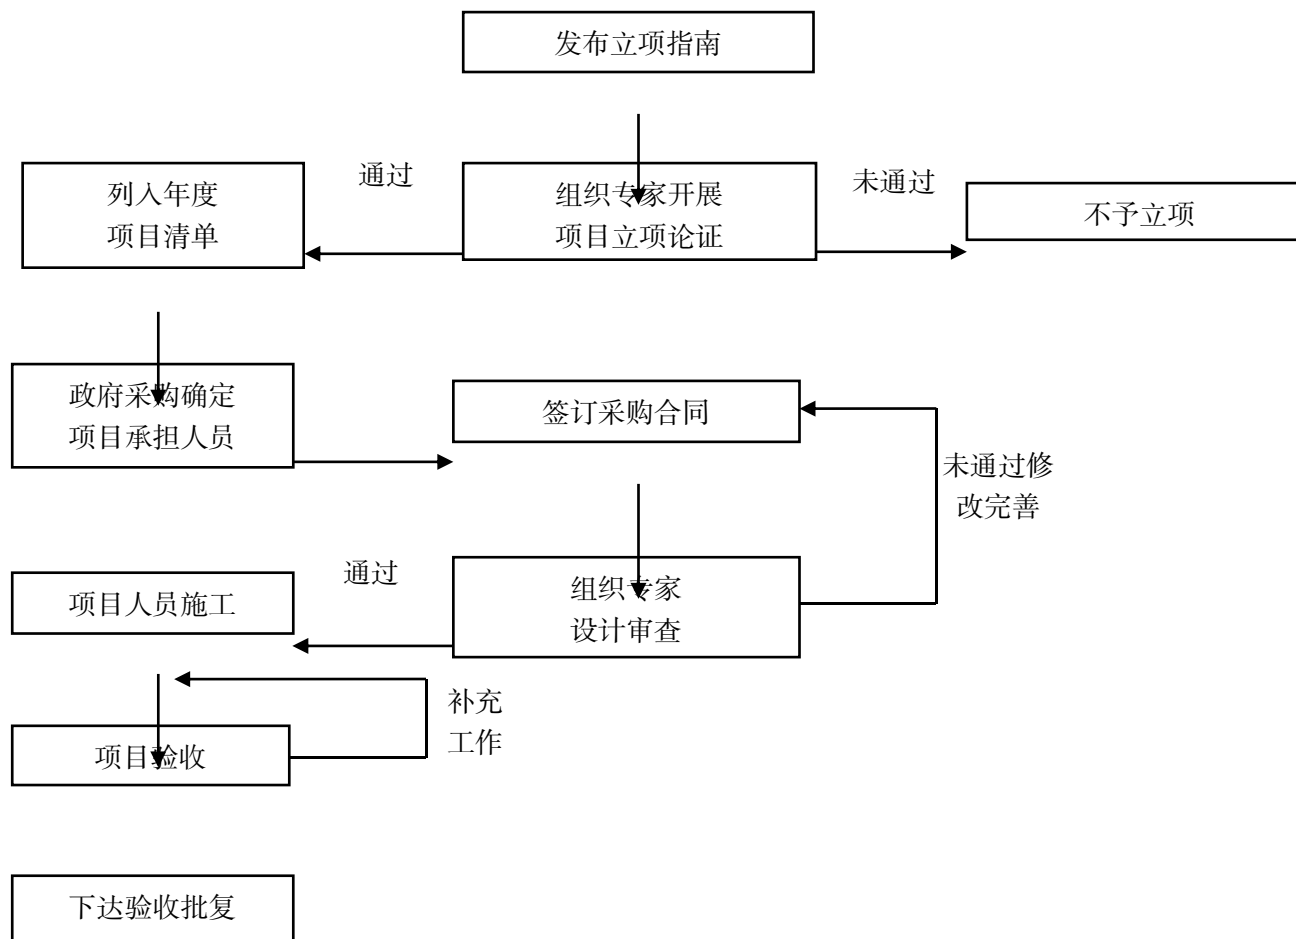 发布立项指南
列入年度
项目清单
通过
组织专家开展
项目立项论证
未通过
不予立项
政府采购确定
项目承担人员
签订采购合同
未通过修
改完善
项目人员施工
通过
组织专家
设计审查
补充
工作
项目验收
下达验收批复